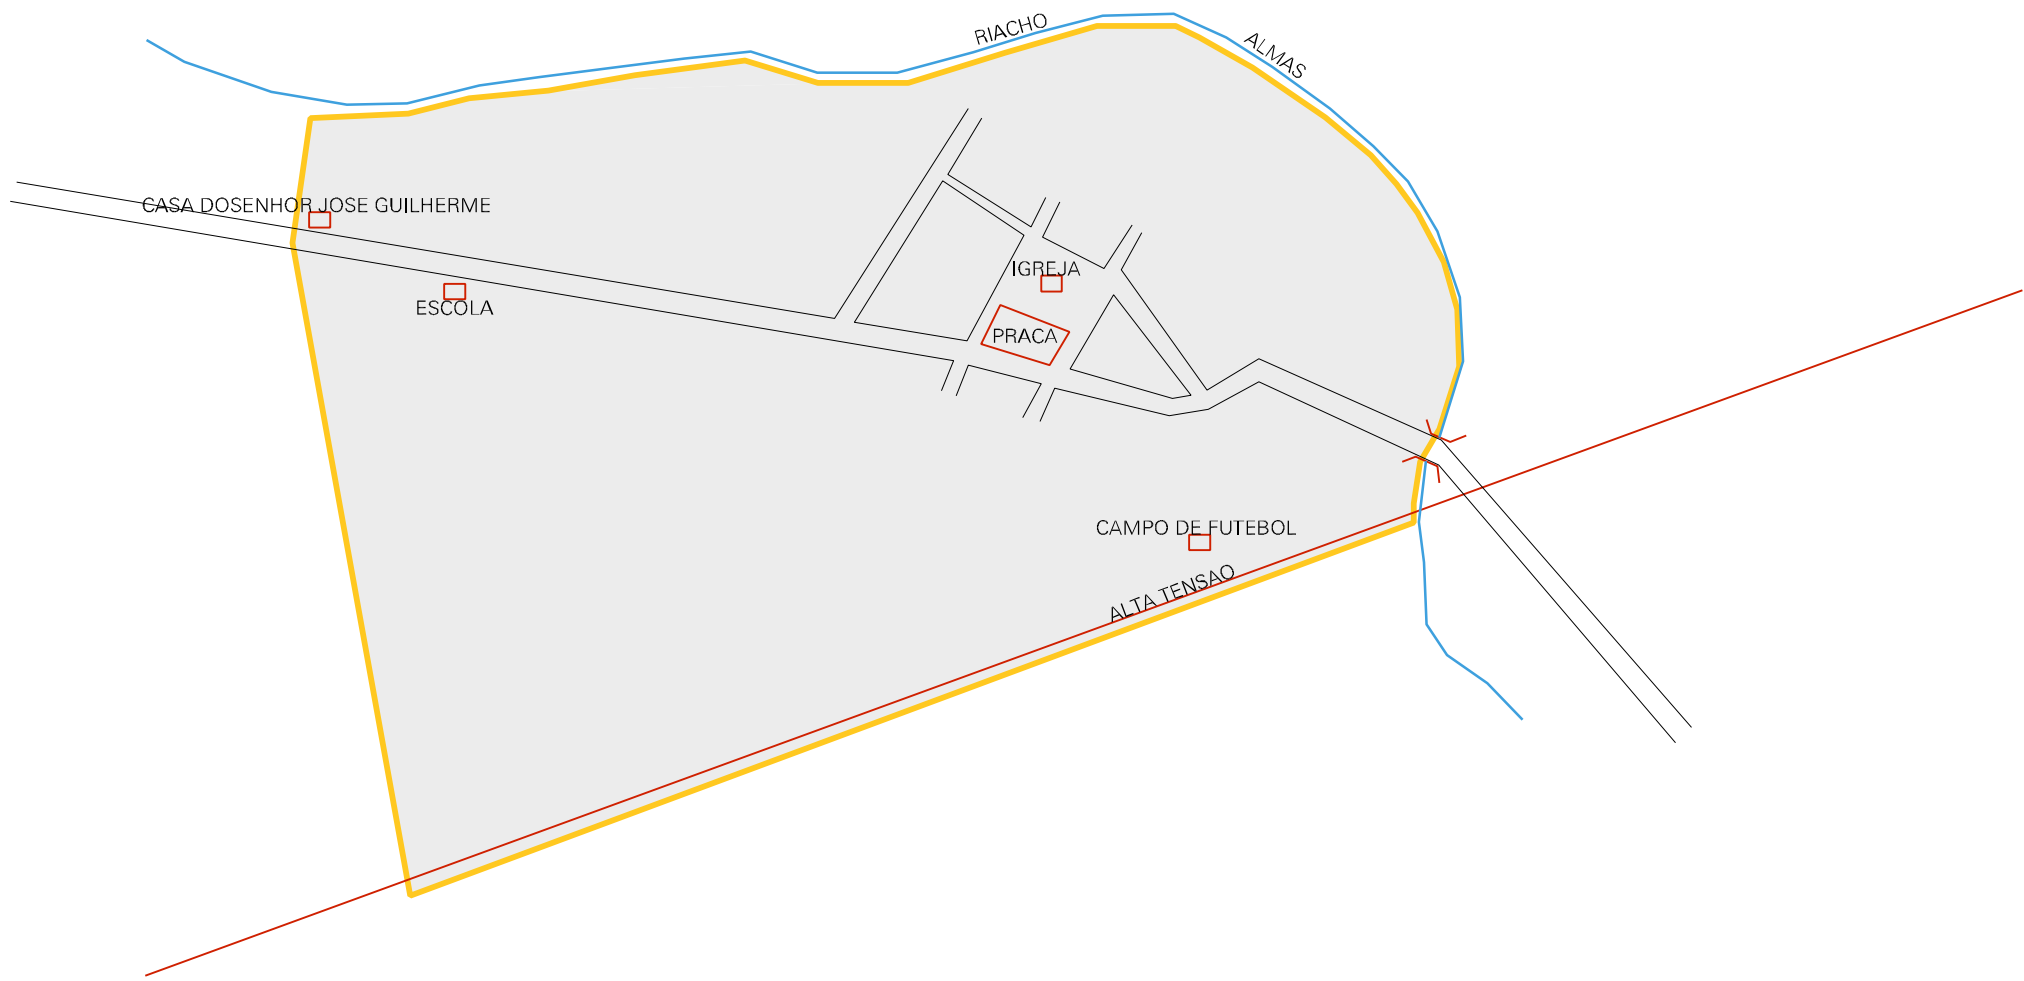 RIACHO
ALMAS
CASA DOSENHOR JOSE GUILHERME
IGREJA
ESCOLA
PRACA
CAMPO DE FUTEBOL
ALTA TENSAO